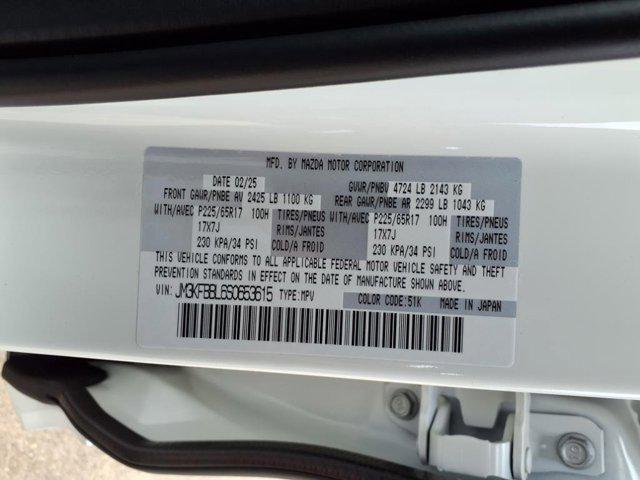 MFD. BY MAZDA MOTOR CORPORATION
DATE 02/25 GVWR/PNBV 4724 LB 2143 KG
FRONT GAWR/PNBE AV 2425 LB 1100 KG REAR GAWR/PNBE AR 2299 LB 1043 KG
WITH/AVEC P225/65R17 100H TIRES/PNEUS WITH/AVEC P225/65R17 100H TIRES/PNEUS
17X7J RIMS/JANTES 17X7J RIMS/JANTES
230 KPA/34 PSI COLD/A FROID 230 KPA/34 PSI COLD/A FROID
THIS VEHICLE CONFORMS TO ALL APPLICABLE FEDERAL MOTOR VEHICLE SAFETY AND THEFT
PREVENTION STANDARDS IN EFFECT ON THE DATE OF MANUFACTURE SHOWN ABOVE.
VIN: JM3KFBBL6S0653615 TYPE:MPV COLOR CODE:51K MADE IN JAPAN